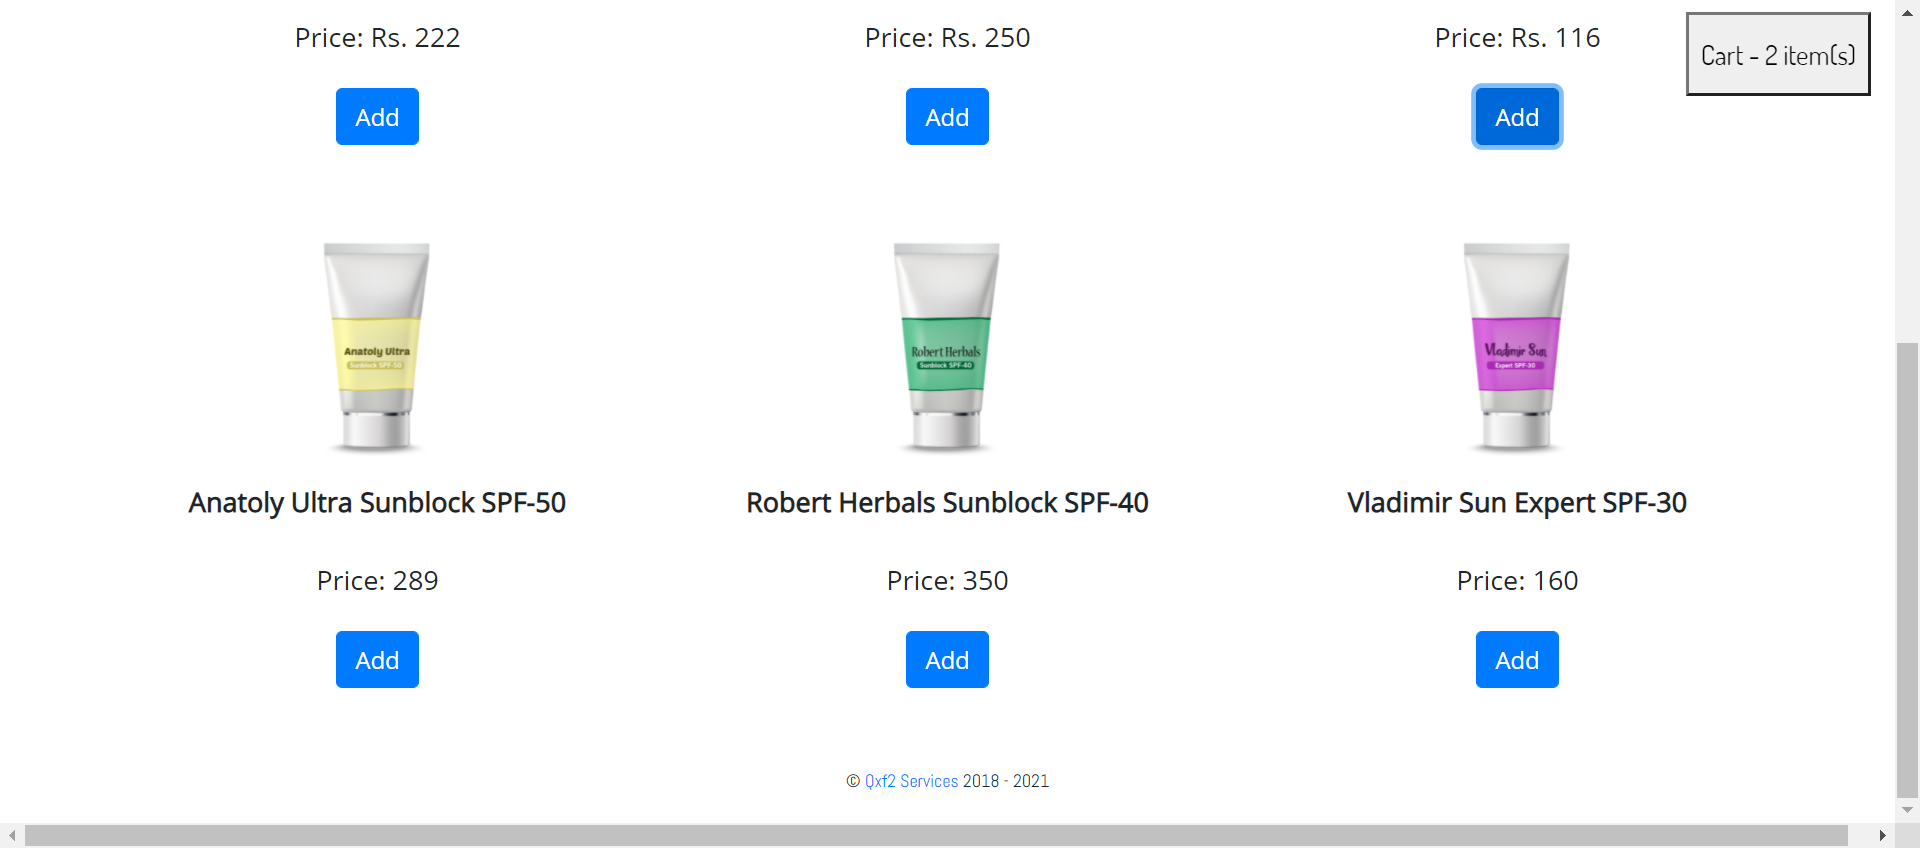 Price: Rs. 222
Price: Rs. 250
Price: Rs. 116
Cart - 2 item(s)
Add
Add
Add
Anatoly Ultra
Sunblock SPF-50
Robert Herbals
Sunblock SPF-40
Vladimir Sun
Expert SPF-30
Anatoly Ultra Sunblock SPF-50
Robert Herbals Sunblock SPF-40
Vladimir Sun Expert SPF-30
Price: 289
Price: 350
Price: 160
Add
Add
Add
© Qxf2 Services 2018 - 2021